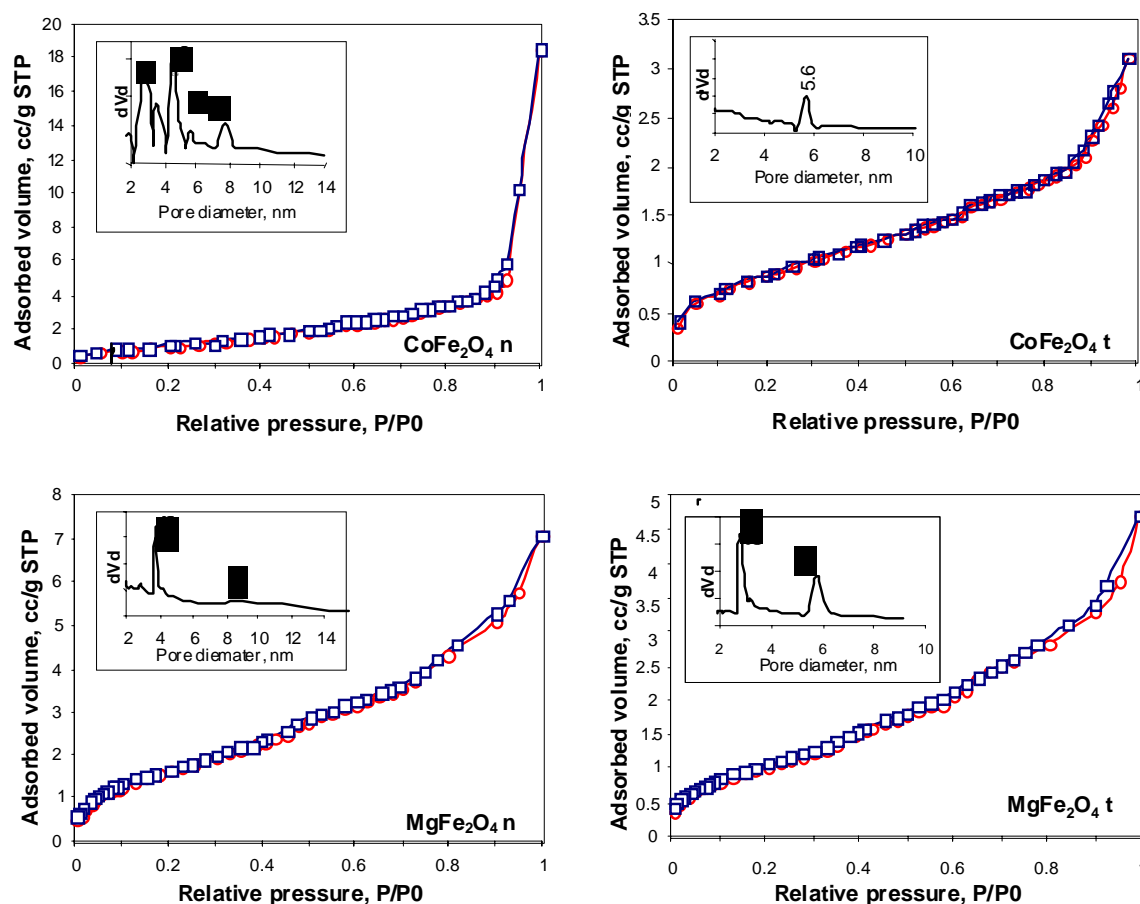 20
18
16
14
12
10
8
6
4
2
0
Adsorbed volume, cc/g STP
dVd
2 4 6 8 10 12 14
Pore diameter, nm
CoFe₂O₄ n
0 0.2 0.4 0.6 0.8 1
Relative pressure, P/P0
4
3.5
3
2.5
2
1.5
1
0.5
0
Adsorbed volume, cc/g STP
dVd
5.6
2 4 6 8 10
Pore diameter, nm
CoFe₂O₄ t
0 0.2 0.4 0.6 0.8 1
Relative pressure, P/P0
8
7
6
5
4
3
2
1
0
Adsorbed volume, cc/g STP
dVd
2 4 6 8 10 12 14
Pore diemater, nm
MgFe₂O₄ n
0 0.2 0.4 0.6 0.8 1
Relative pressure, P/P0
5
4.5
4
3.5
3
2.5
2
1.5
1
0.5
0
Adsorbed volume, cc/g STP
r
dVd
2 4 6 8 10
Pore diameter, nm
MgFe₂O₄ t
0 0.2 0.4 0.6 0.8 1
Relative pressure, P/P0